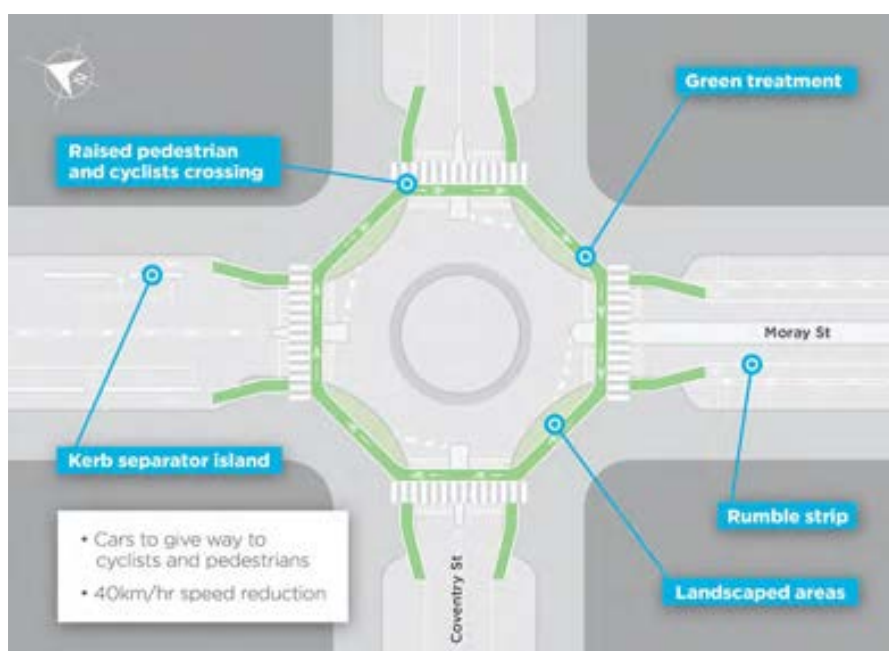 Green treatment
Raised pedestrian
and cyclists crossing
Moray St
Kerb separator island
Rumble strip
• Cars to give way to
cyclists and pedestrians
• 40km/hr speed reduction
Coventry St
Landscaped areas